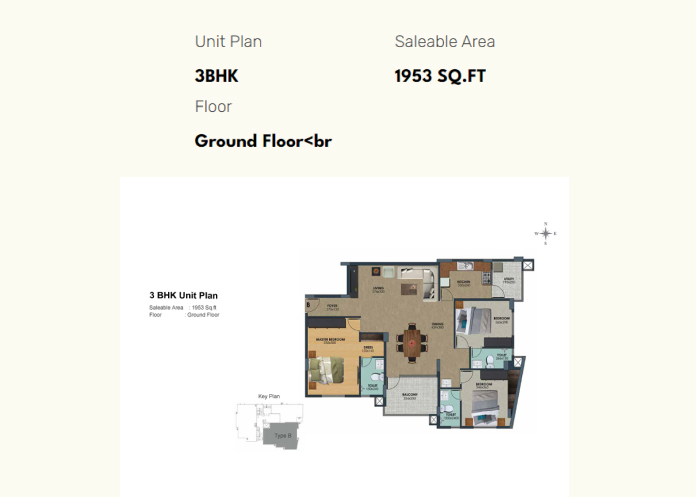 Unit Plan
Saleable Area
3BHK
1953 SQ.FT
Floor
Ground Floor<br
N
W E
S
3 BHK Unit Plan
Saleable Area : 1953 Sq.ft
Floor : Ground Floor
LIVING
KITCHEN
UTILITY
B
FOYER
BEDROOM
DINING
MASTER BEDROOM
DRESS
TOILET
TOILET
BEDROOM
BALCONY
TOILET
Key Plan
Type B